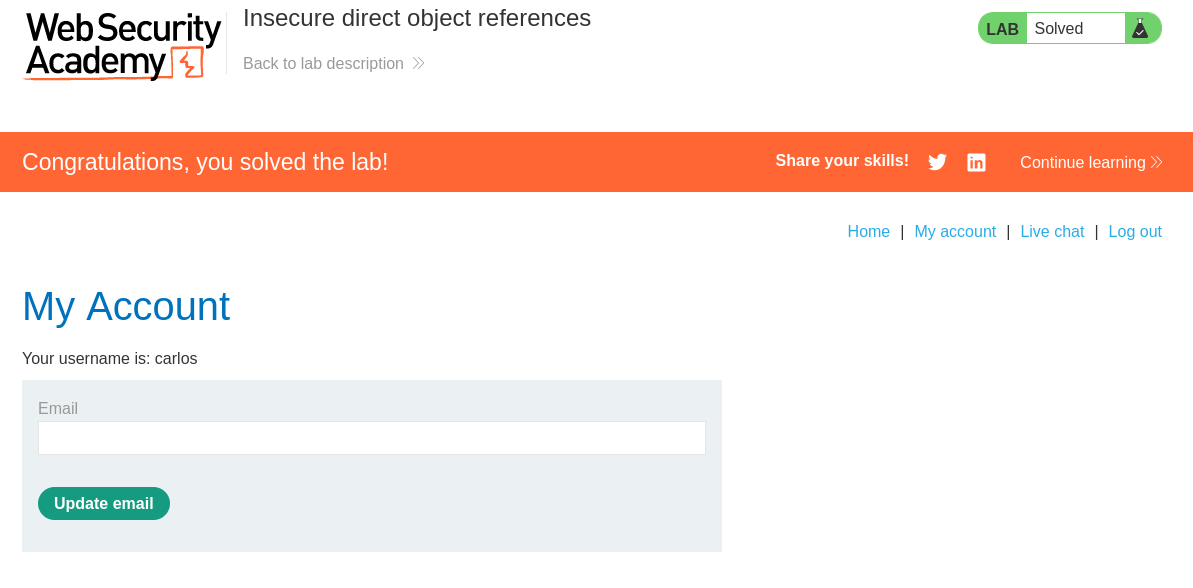 Web Security
Academy
Insecure direct object references
Back to lab description
LAB Solved
Congratulations, you solved the lab!
Share your skills!
Continue learning
Home | My account | Live chat | Log out
My Account
Your username is: carlos
Email
Update email